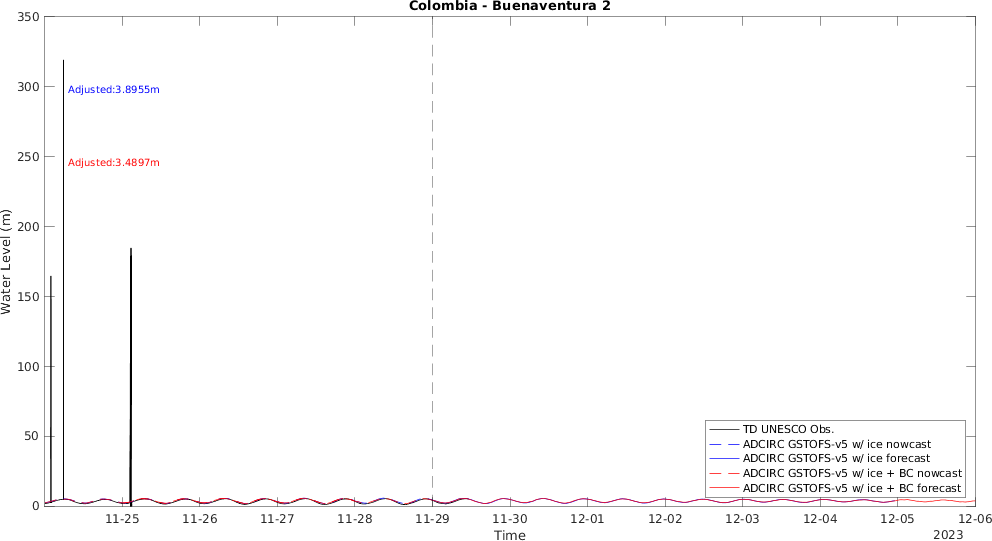 Colombia - Buenaventura 2
350
300
250
200
150
100
50
0
Water Level (m)
Adjusted:3.8955m
Adjusted:3.4897m
TD UNESCO Obs.
ADCIRC GSTOFS-v5 w/ ice nowcast
ADCIRC GSTOFS-v5 w/ ice forecast
ADCIRC GSTOFS-v5 w/ ice + BC nowcast
ADCIRC GSTOFS-v5 w/ ice + BC forecast
11-25 11-26 11-27 11-28 11-29 11-30 12-01 12-02 12-03 12-04 12-05 12-06
Time
2023